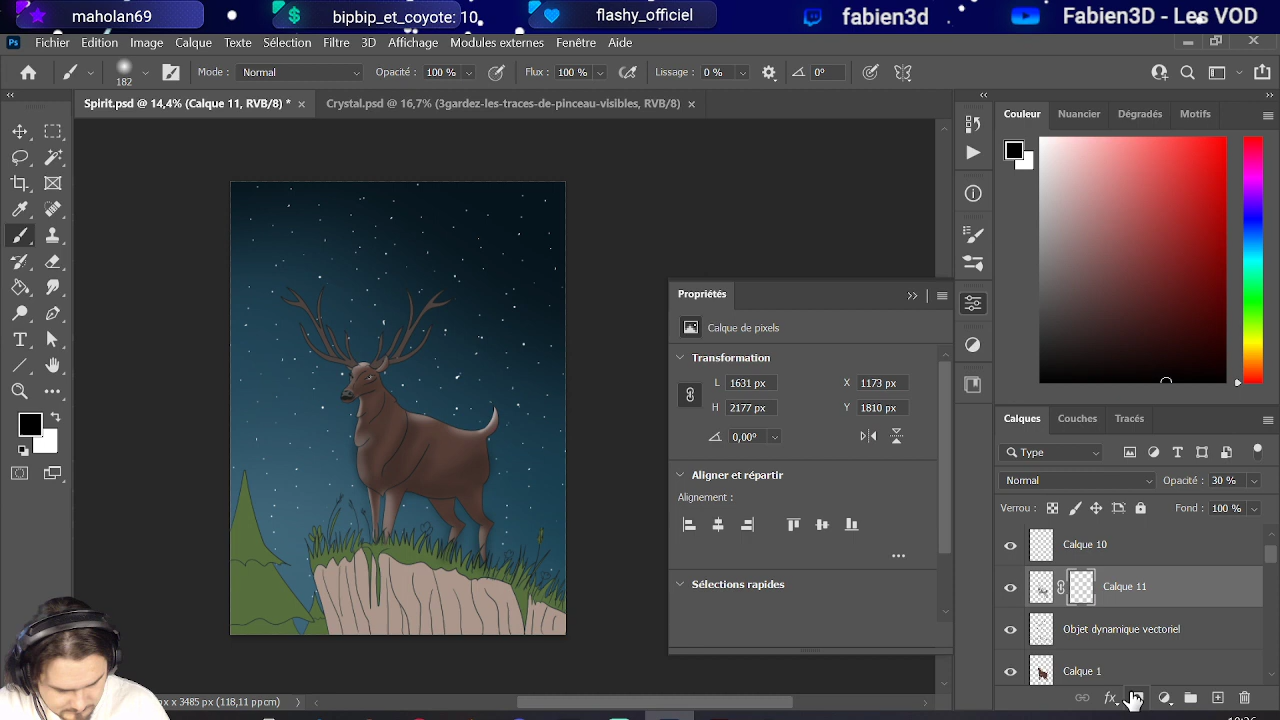 maholan69
bipbip_et_coyote: 10
flashy_officiel
fabien3d
Fabien3D - Les VOD
Ps Fichier Edition Image Calque Texte Sélection Filtre 3D Affichage Modules externes Fenêtre Aide
182 Mode : Normal Opacité : 100 % Flux : 100 % Lissage : 0 % 0°
Spirit.psd @ 14,4% (Calque 11, RVB/8) * Crystal.psd @ 16,7% (3gardez-les-traces-de-pinceau-visibles, RVB/8)
Couleur Nuancier Dégradés Motifs
Propriétés
Calque de pixels
Transformation
L 1631 px X 1173 px
H 2177 px Y 1810 px
0,00°
Aligner et répartir
Alignement :
Sélections rapides
Calques Couches Tracés
Type
Normal Opacité : 30 %
Verrou : Fond : 100 %
Calque 10
Calque 11
Objet dynamique vectoriel
Calque 1
fx
x 3485 px (118,11 ppcm)